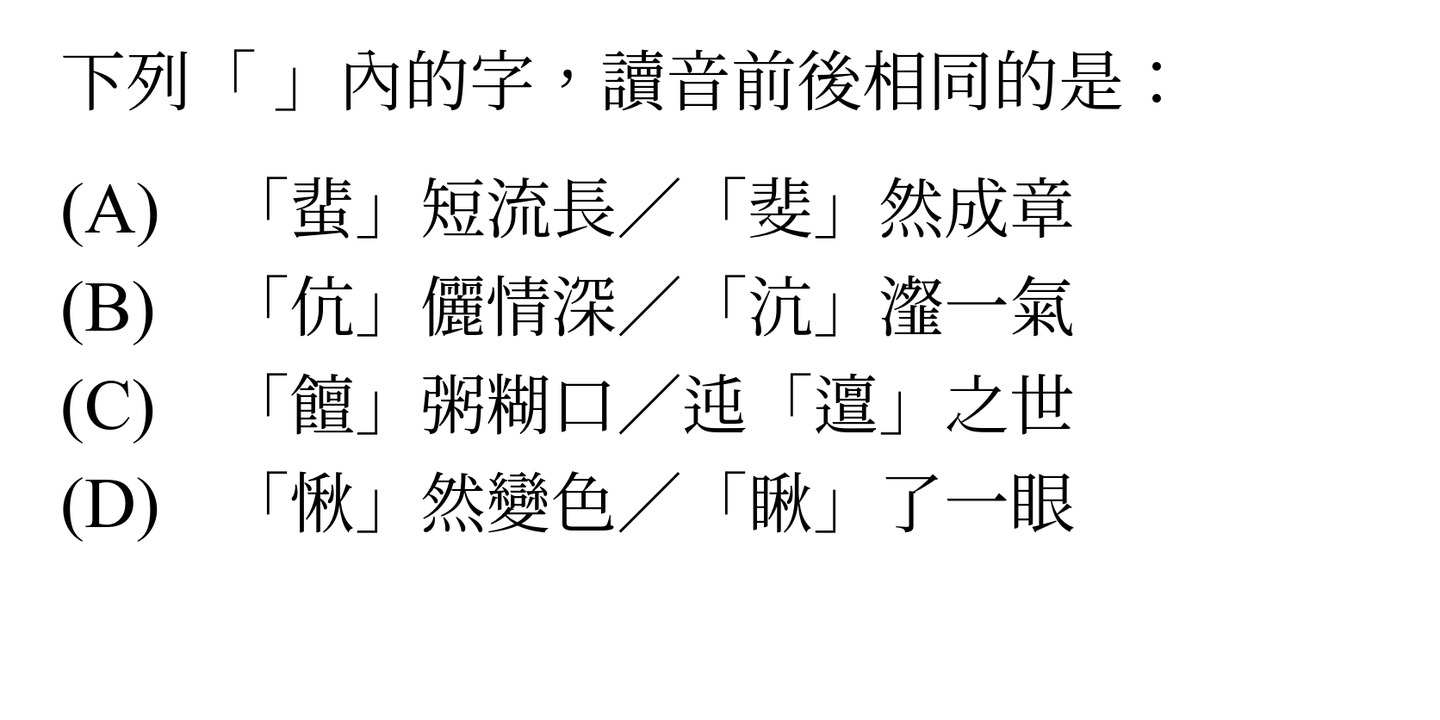 下列「 」內的字，讀音前後相同的是：
(A) 「蜚」短流長／「斐」然成章
(B) 「伉」儷情深／「沆」瀣一氣
(C) 「饘」粥糊口／迍「邅」之世
(D) 「愀」然變色／「瞅」了一眼